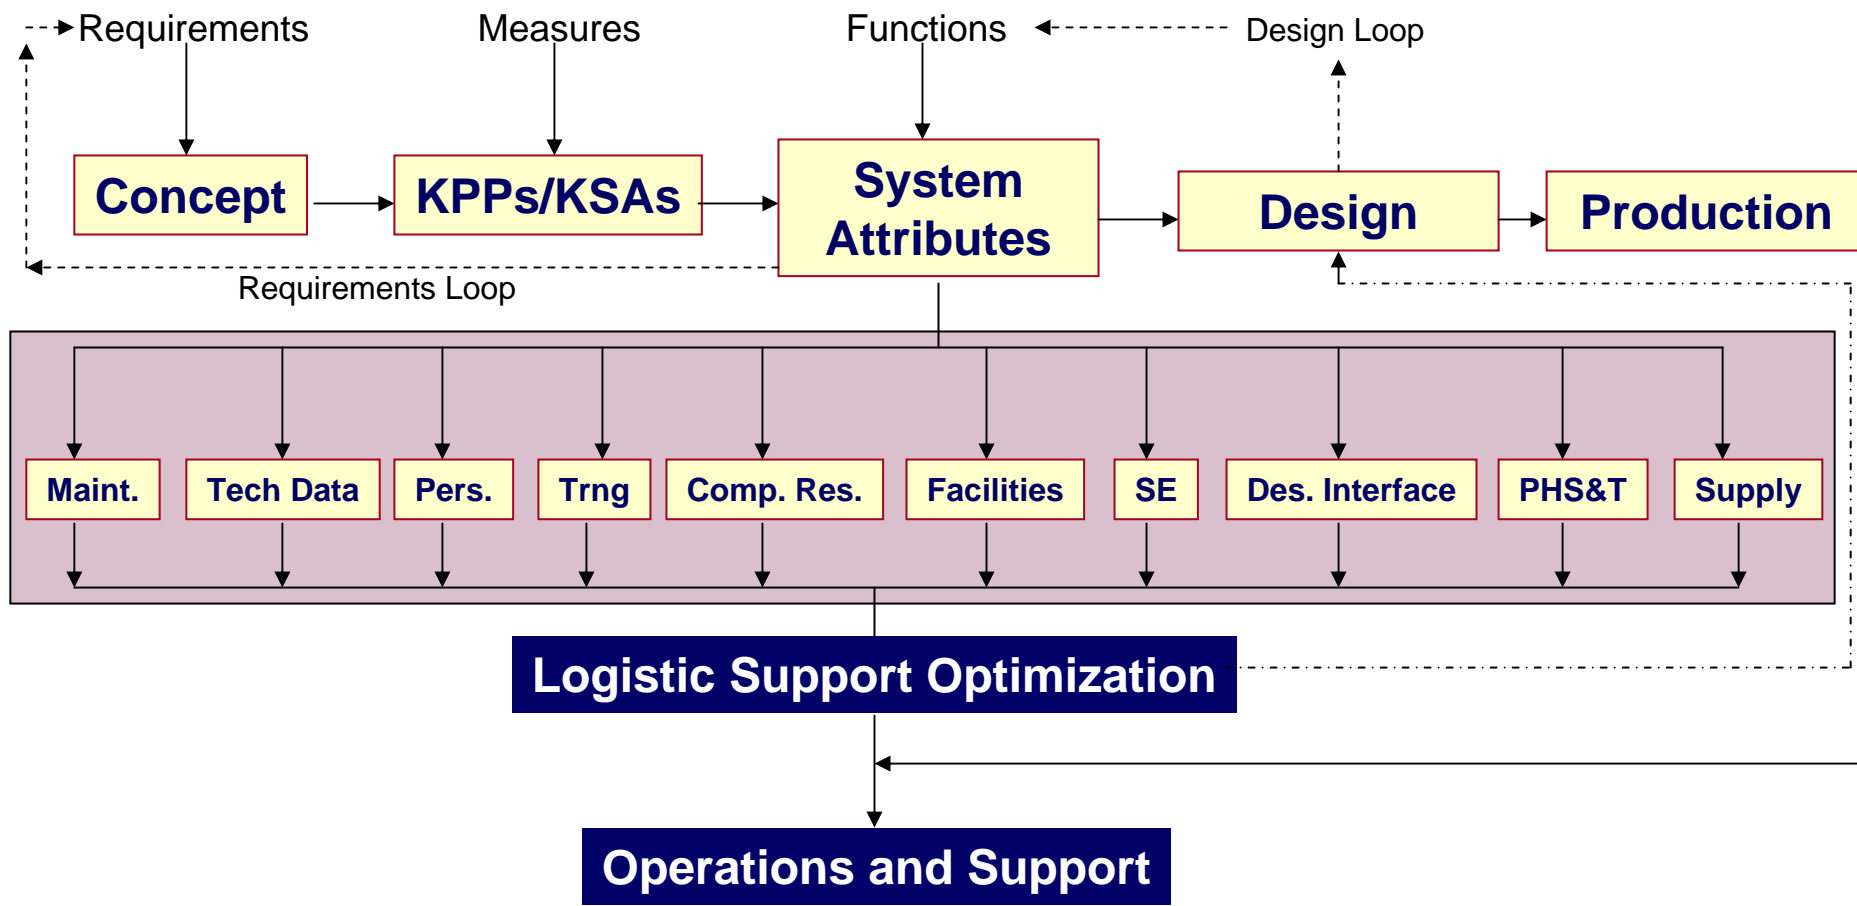 Requirements
Measures
Functions
Design Loop
Concept
KPPs/KSAs
System
Attributes
Design
Production
Requirements Loop
Maint.
Tech Data
Pers.
Trng
Comp. Res.
Facilities
SE
Des. Interface
PHS&T
Supply
Logistic Support Optimization
Operations and Support